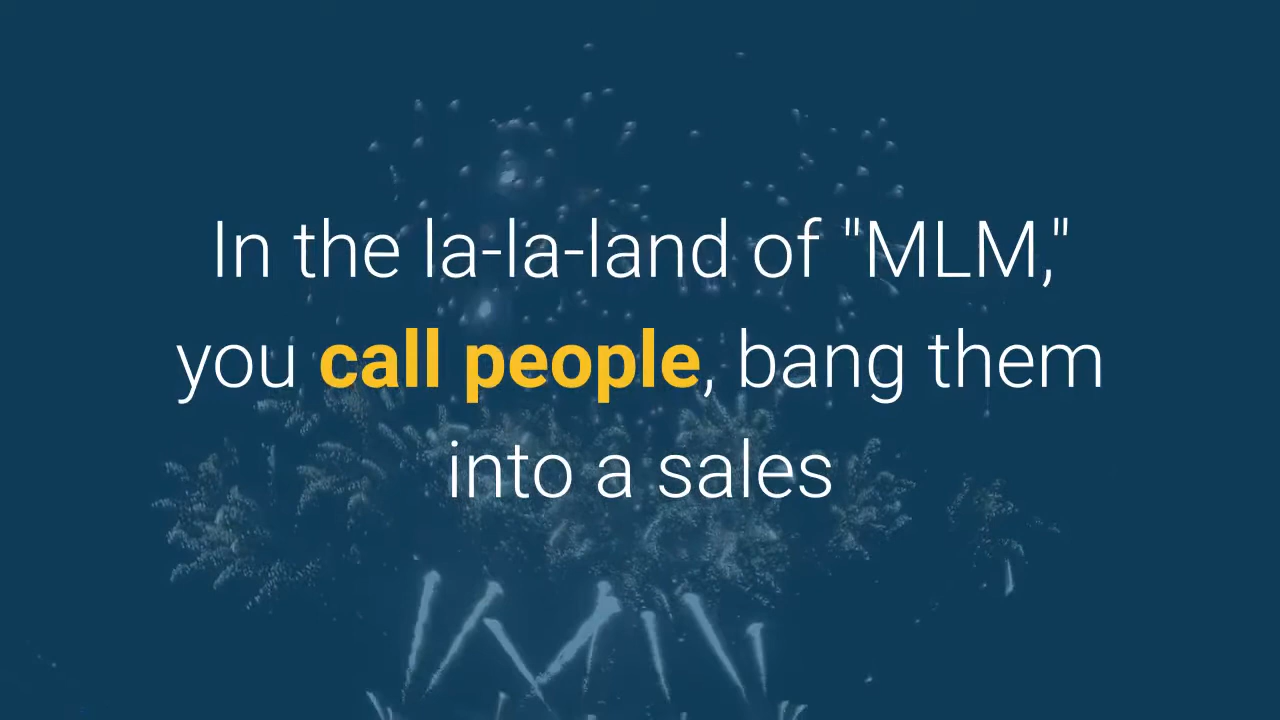 In the la-la-land of "MLM,"
you call people, bang them
into a sales